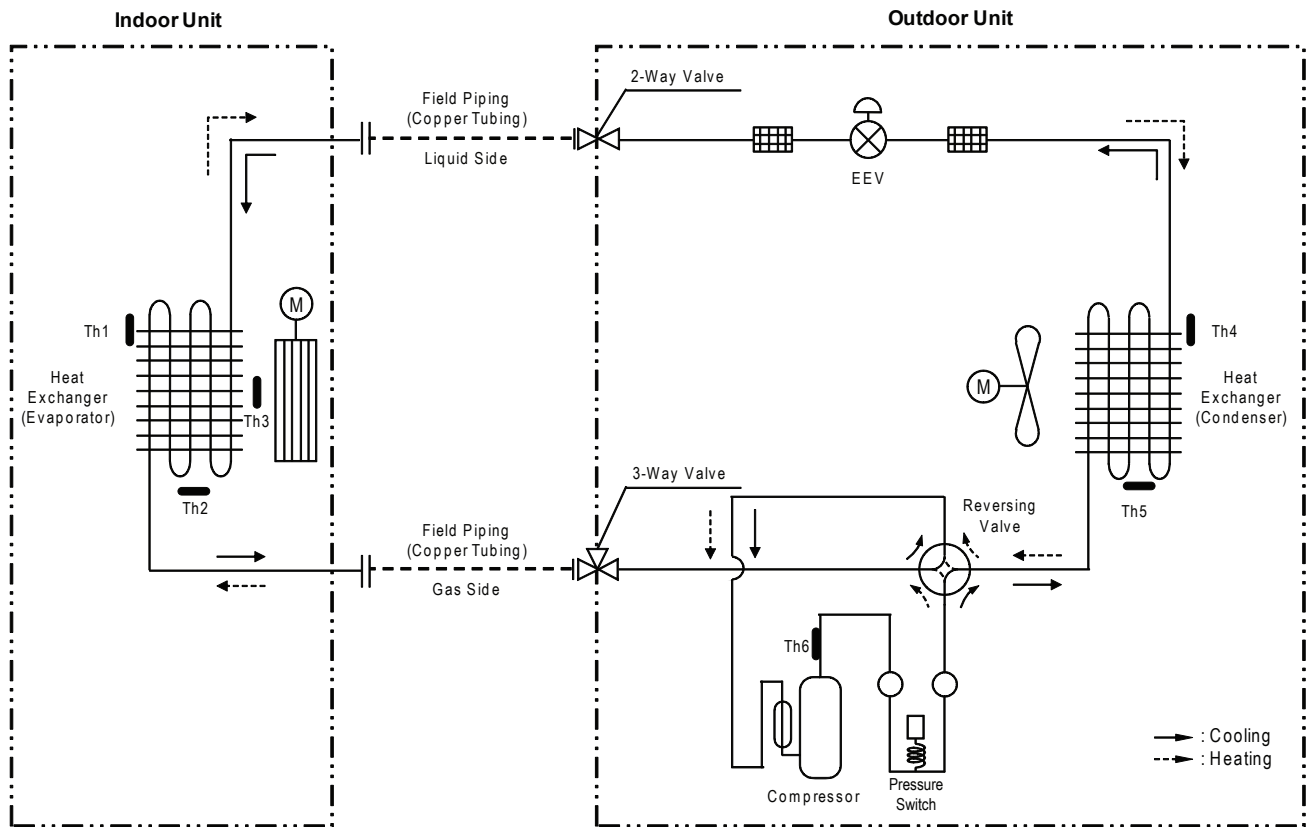 Indoor Unit
Outdoor Unit
2-Way Valve
Field Piping
(Copper Tubing)
Liquid Side
EEV
Th1
M
Heat
Exchanger
(Evaporator)
Th3
Th2
M
Th4
Heat
Exchanger
(Condenser)
Th5
3-Way Valve
Field Piping
(Copper Tubing)
Gas Side
Reversing
Valve
Th6
Compressor
Pressure
Switch
: Cooling
: Heating